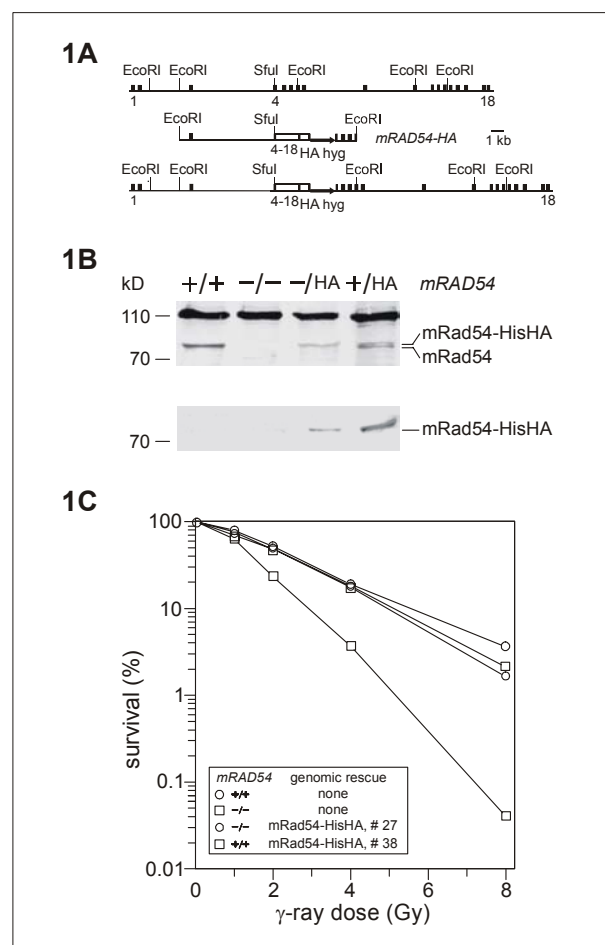 1A
EcoRI EcoRI SfuI EcoRI EcoRI EcoRI
1 4 18
SfuI EcoRI mRAD54-HA 1 kb
4-18 HA hyg
EcoRI EcoRI SfuI EcoRI EcoRI EcoRI
1 4-18 HA hyg 18
1B
kD +/+ −/− −/HA +/HA mRAD54
110
mRad54-HisHA
mRad54
70
70 mRad54-HisHA
1C
100
10
1
0.1
0.01
survival (%)
mRAD54 genomic rescue
+/+ none
−/− none
−/− mRad54-HisHA, # 27
+/+ mRad54-HisHA, # 38
0 2 4 6 8
γ-ray dose (Gy)